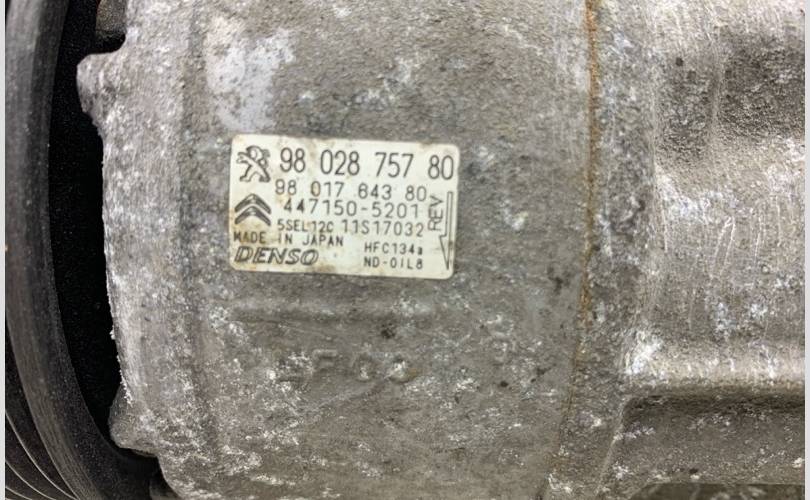 98 028 757 80
98 017 643 80
447150-5201
5SEL12C 11S17032
REV
MADE IN JAPAN HFC134a
DENSO ND-OIL8